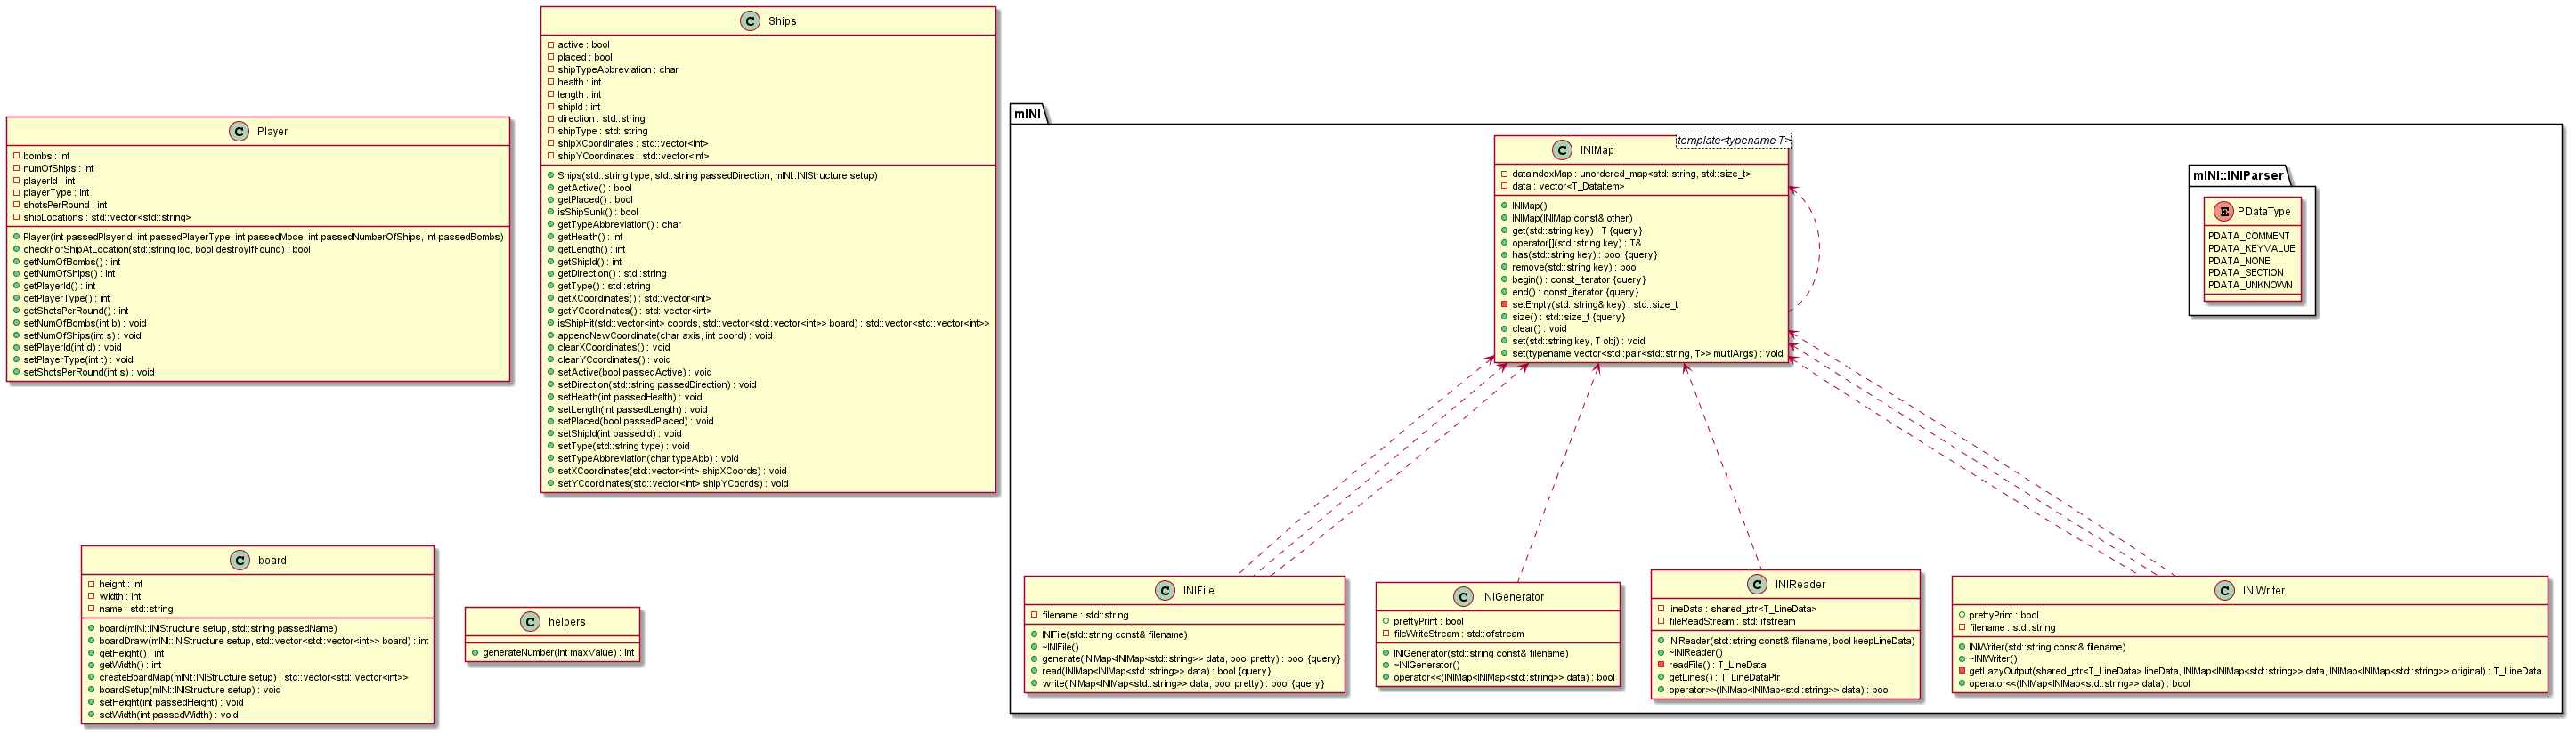 C Player
bombs : int
numOfShips : int
playerId : int
playerType : int
shotsPerRound : int
shipLocations : std::vector<std::string>
Player(int passedPlayerId, int passedPlayerType, int passedMode, int passedNumberOfShips, int passedBombs)
checkForShipAtLocation(std::string loc, bool destroyIfFound) : bool
getNumOfBombs() : int
getNumOfShips() : int
getPlayerId() : int
getPlayerType() : int
getShotsPerRound() : int
setNumOfBombs(int b) : void
setNumOfShips(int s) : void
setPlayerId(int d) : void
setPlayerType(int t) : void
setShotsPerRound(int s) : void
C Ships
active : bool
placed : bool
shipTypeAbbreviation : char
health : int
length : int
shipId : int
direction : std::string
shipType : std::string
shipXCoordinates : std::vector<int>
shipYCoordinates : std::vector<int>
Ships(std::string type, std::string passedDirection, mINI::INIStructure setup)
getActive() : bool
getPlaced() : bool
isShipSunk() : bool
getTypeAbbreviation() : char
getHealth() : int
getLength() : int
getShipId() : int
getDirection() : std::string
getType() : std::string
getXCoordinates() : std::vector<int>
getYCoordinates() : std::vector<int>
isShipHit(std::vector<int> coords, std::vector<std::vector<int>> board) : std::vector<std::vector<int>>
appendNewCoordinate(char axis, int coord) : void
clearXCoordinates() : void
clearYCoordinates() : void
setActive(bool passedActive) : void
setDirection(std::string passedDirection) : void
setHealth(int passedHealth) : void
setLength(int passedLength) : void
setPlaced(bool passedPlaced) : void
setShipId(int passedId) : void
setType(std::string type) : void
setTypeAbbreviation(char typeAbb) : void
setXCoordinates(std::vector<int> shipXCoords) : void
setYCoordinates(std::vector<int> shipYCoords) : void
mINI
template<typename T>
C INIMap
dataIndexMap : unordered_map<std::string, std::size_t>
data : vector<T_DataItem>
INIMap()
INIMap(INIMap const& other)
get(std::string key) : T {query}
operator[](std::string key) : T&
has(std::string key) : bool {query}
remove(std::string key) : bool
begin() : const_iterator {query}
end() : const_iterator {query}
setEmpty(std::string& key) : std::size_t
size() : std::size_t {query}
clear() : void
set(std::string key, T obj) : void
set(typename vector<std::pair<std::string, T>> multiArgs) : void
mINI::INIParser
E PDataType
PDATA_COMMENT
PDATA_KEYVALUE
PDATA_NONE
PDATA_SECTION
PDATA_UNKNOWN
C board
height : int
width : int
name : std::string
board(mINI::INIStructure setup, std::string passedName)
boardDraw(mINI::INIStructure setup, std::vector<std::vector<int>> board) : int
getHeight() : int
getWidth() : int
createBoardMap(mINI::INIStructure setup) : std::vector<std::vector<int>>
boardSetup(mINI::INIStructure setup) : void
setHeight(int passedHeight) : void
setWidth(int passedWidth) : void
C helpers
generateNumber(int maxValue) : int
C INIFile
filename : std::string
INIFile(std::string const& filename)
~INIFile()
generate(INIMap<INIMap<std::string>> data, bool pretty) : bool {query}
read(INIMap<INIMap<std::string>> data) : bool {query}
write(INIMap<INIMap<std::string>> data, bool pretty) : bool {query}
C INIGenerator
prettyPrint : bool
fileWriteStream : std::ofstream
INIGenerator(std::string const& filename)
~INIGenerator()
operator<<(INIMap<INIMap<std::string>> data) : bool
C INIReader
lineData : shared_ptr<T_LineData>
fileReadStream : std::ifstream
INIReader(std::string const& filename, bool keepLineData)
~INIReader()
readFile() : T_LineData
getLines() : T_LineDataPtr
operator>>(INIMap<INIMap<std::string>> data) : bool
C INIWriter
prettyPrint : bool
filename : std::string
INIWriter(std::string const& filename)
~INIWriter()
getLazyOutput(shared_ptr<T_LineData> lineData, INIMap<INIMap<std::string>> data, INIMap<INIMap<std::string>> original) : T_LineData
operator<<(INIMap<INIMap<std::string>> data) : bool